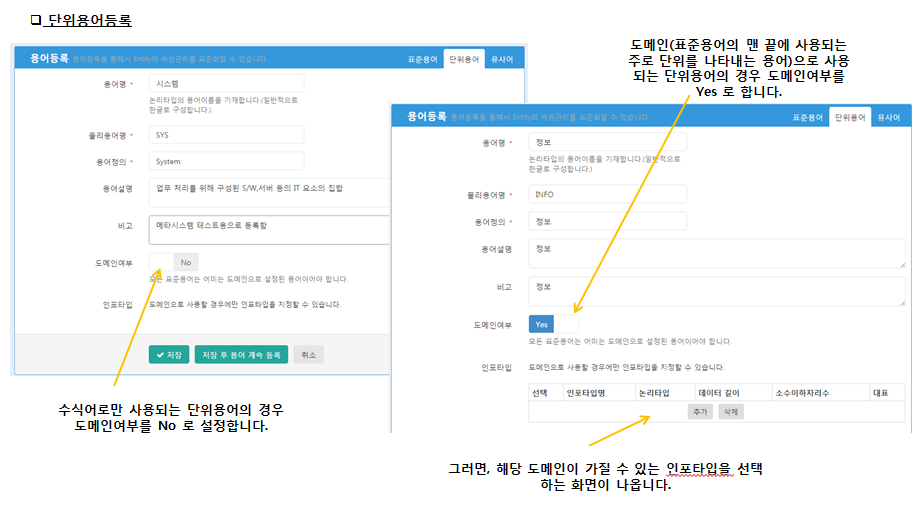 ❑ 단위용어등록
도메인(표준용어의 맨 끝에 사용되는
주로 단위를 나타내는 용어)으로 사용
되는 단위용어의 경우 도메인여부를
Yes 로 합니다.
용어등록 용어등록을 통해서 Entity의 속성관리를 표준화할 수 있습니다.
표준용어 단위용어 유사어
용어명 * 시스템
논리타입의 용어이름을 기재합니다.(일반적으로
한글로 구성합니다.)
물리용어명 * SYS
용어정의 * System
용어설명 업무 처리를 위해 구성된 S/W,서버 등의 IT 요소의 집합
비고 메타시스템 테스트용으로 등록함
도메인여부 No
모든 표준용어는 어미는 도메인으로 설정된 용어이어야 합니다.
인포타입 도메인으로 사용할 경우에만 인포타입을 지정할 수 있습니다.
✔ 저장 저장 후 용어 계속 등록 취소
용어등록 용어등록을 통해서 Entity의 속성관리를 표준화할 수 있습니다.
표준용어 단위용어 유사어
용어명 * 정보
논리타입의 용어이름을 기재합니다.(일반적으로
한글로 구성합니다.)
물리용어명 * INFO
용어정의 * 정보
용어설명 정보
비고 정보
도메인여부 Yes
모든 표준용어는 어미는 도메인으로 설정된 용어이어야 합니다.
인포타입 도메인으로 사용할 경우에만 인포타입을 지정할 수 있습니다.
선택 인포타입명 논리타입 데이터 길이 소수이하자리수 대표
추가 삭제
수식어로만 사용되는 단위용어의 경우
도메인여부를 No 로 설정합니다.
그러면, 해당 도메인이 가질 수 있는 인포타입을 선택
하는 화면이 나옵니다.